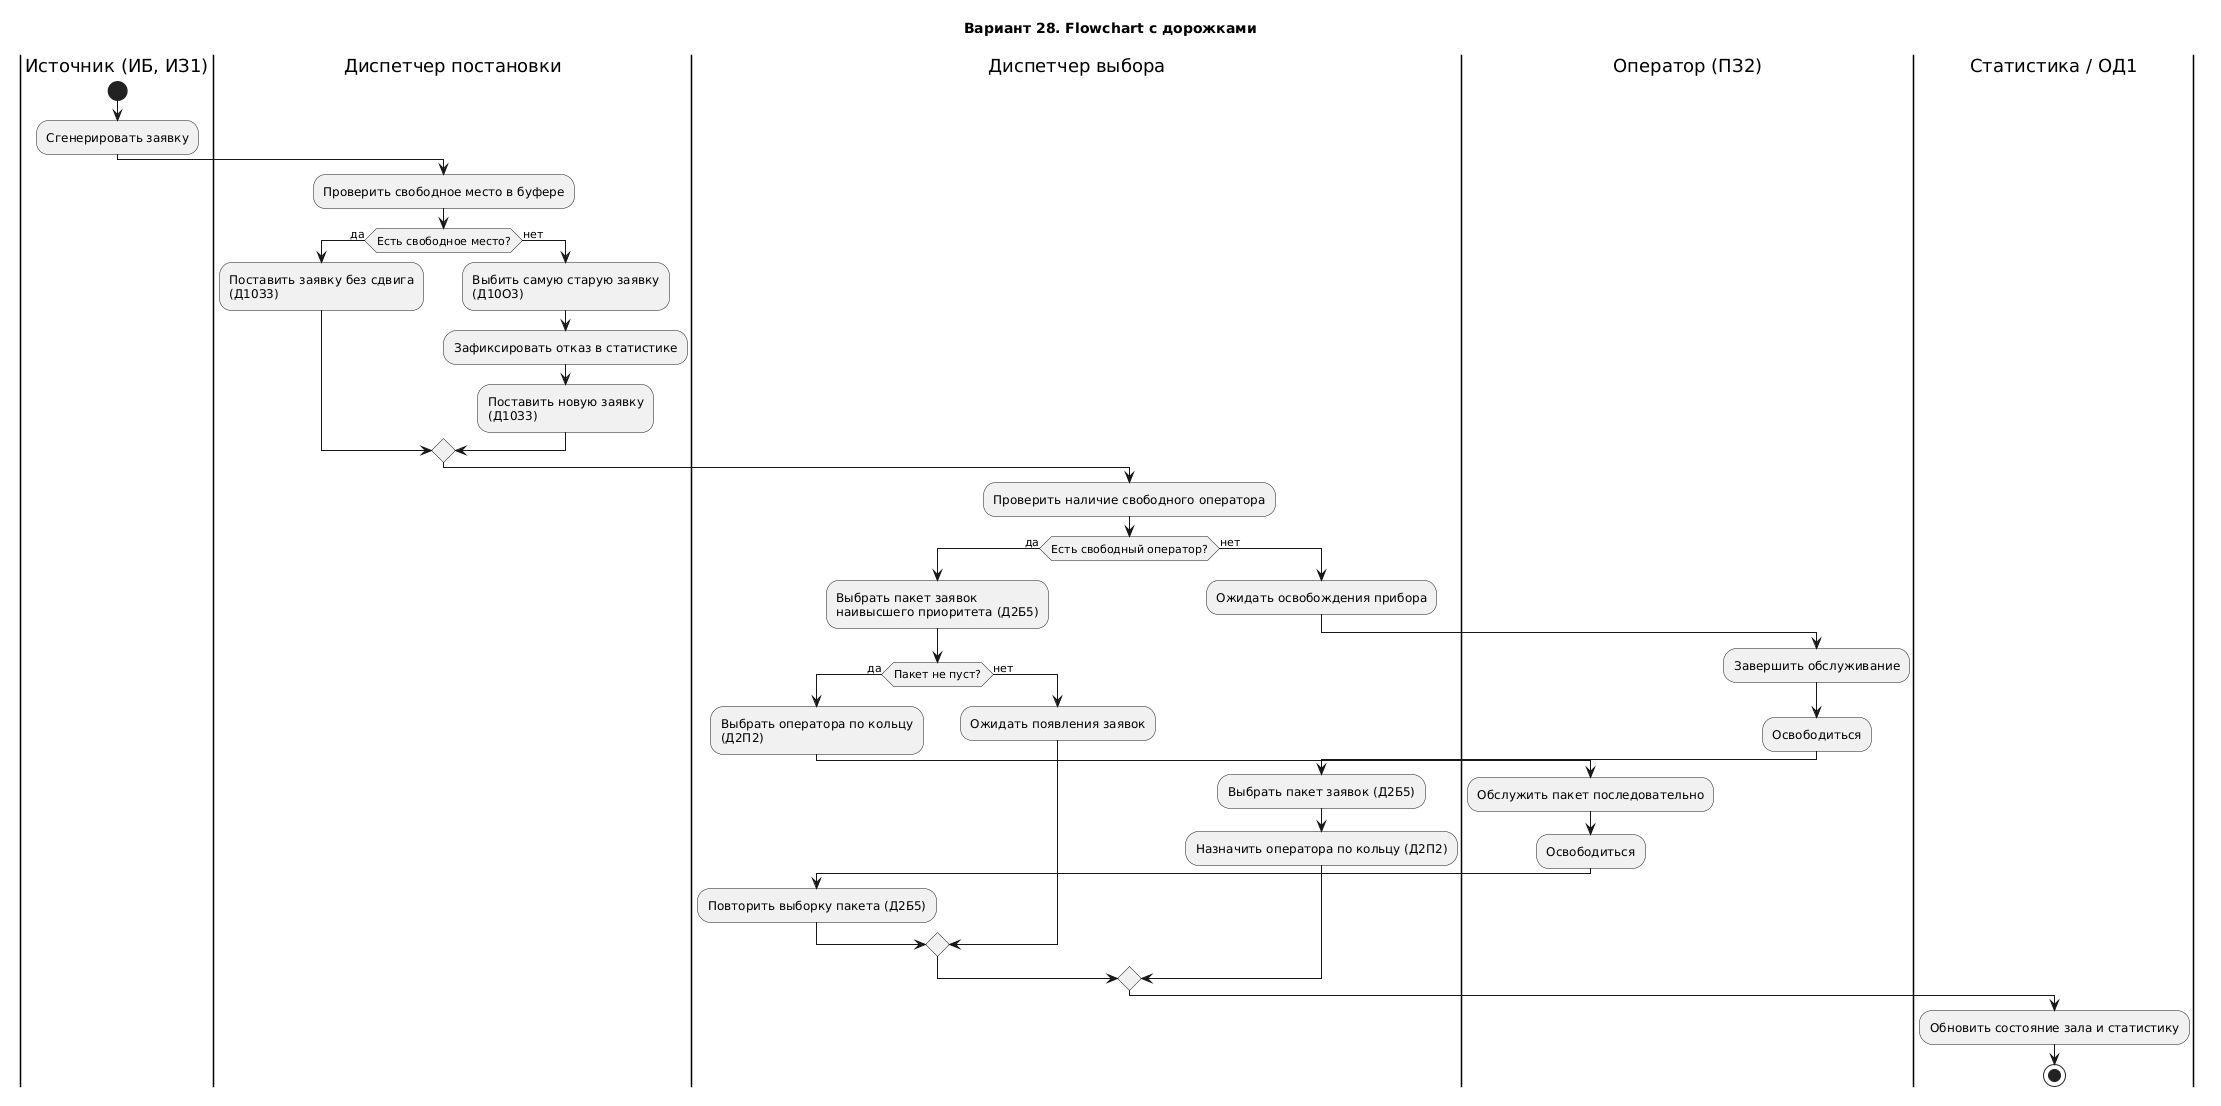 Вариант 28. Flowchart с дорожками
Источник (ИБ, ИЗ1)
Диспетчер постановки
Диспетчер выбора
Оператор (ПЗ2)
Статистика / ОД1
Сгенерировать заявку
Проверить свободное место в буфере
да
Есть свободное место?
нет
Поставить заявку без сдвига
(Д10З3)
Выбить самую старую заявку
(Д10О3)
Зафиксировать отказ в статистике
Поставить новую заявку
(Д10З3)
Проверить наличие свободного оператора
да
Есть свободный оператор?
нет
Выбрать пакет заявок
наивысшего приоритета (Д2Б5)
Ожидать освобождения прибора
Завершить обслуживание
да
Пакет не пуст?
нет
Выбрать оператора по кольцу
(Д2П2)
Ожидать появления заявок
Освободиться
Выбрать пакет заявок (Д2Б5)
Обслужить пакет последовательно
Назначить оператора по кольцу (Д2П2)
Освободиться
Повторить выборку пакета (Д2Б5)
Обновить состояние зала и статистику